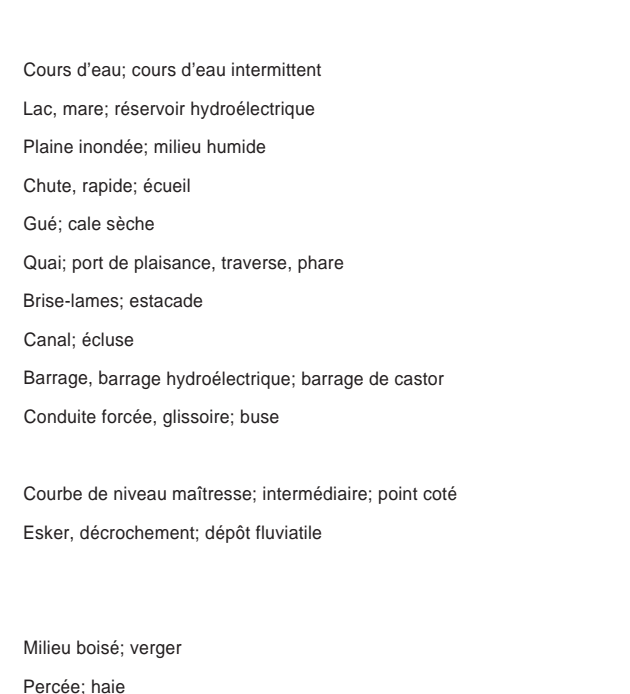 Cours d'eau; cours d'eau intermittent
Lac, mare; réservoir hydroélectrique
Plaine inondée; milieu humide
Chute, rapide; écueil
Gué; cale sèche
Quai; port de plaisance, traverse, phare
Brise-lames; estacade
Canal; écluse
Barrage, barrage hydroélectrique; barrage de castor
Conduite forcée, glissoire; buse
Courbe de niveau maîtresse; intermédiaire; point coté
Esker, décrochement; dépôt fluviatile
Milieu boisé; verger
Percée; haie